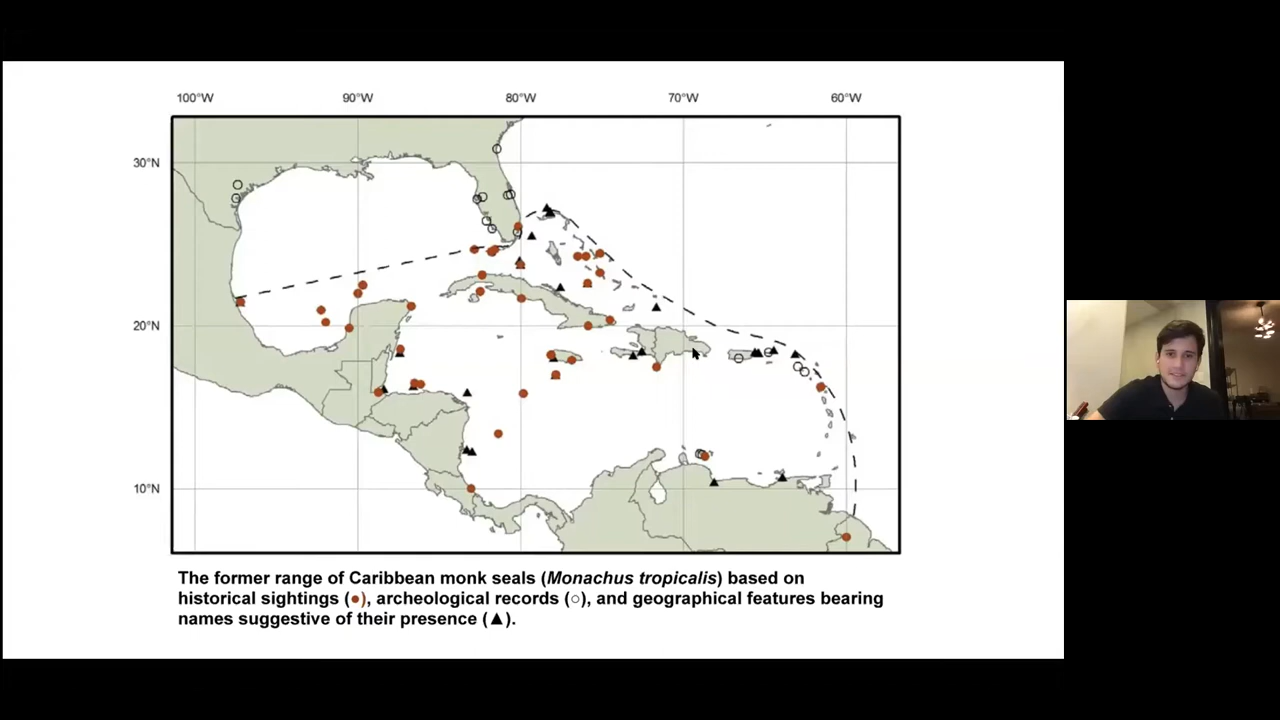 100°W 90°W 80°W 70°W 60°W
30°N
20°N
10°N
The former range of Caribbean monk seals (Monachus tropicalis) based on
historical sightings (●), archeological records (○), and geographical features bearing
names suggestive of their presence (▲).